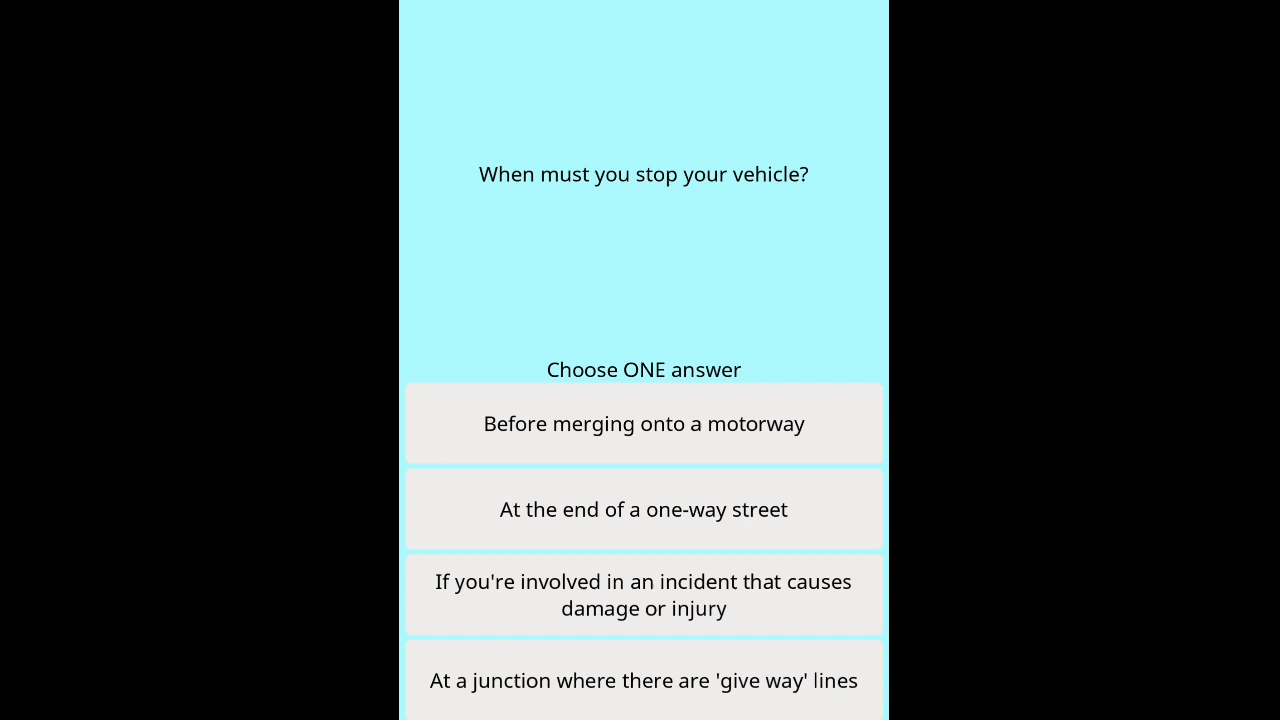 When must you stop your vehicle?
Choose ONE answer
Before merging onto a motorway
At the end of a one-way street
If you're involved in an incident that causes
damage or injury
At a junction where there are 'give way' lines